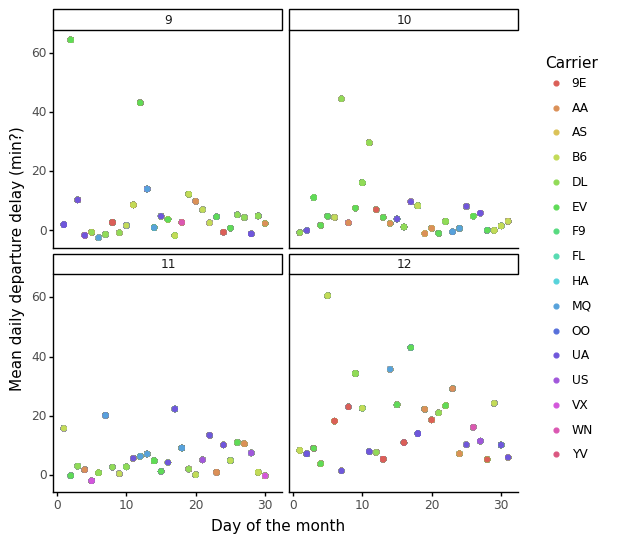 9 10
60
40
20
0
11 12
60
40
20
0
0 10 20 30 0 10 20 30
Day of the month
Mean daily departure delay (min?)
Carrier
9E
AA
AS
B6
DL
EV
F9
FL
HA
MQ
OO
UA
US
VX
WN
YV